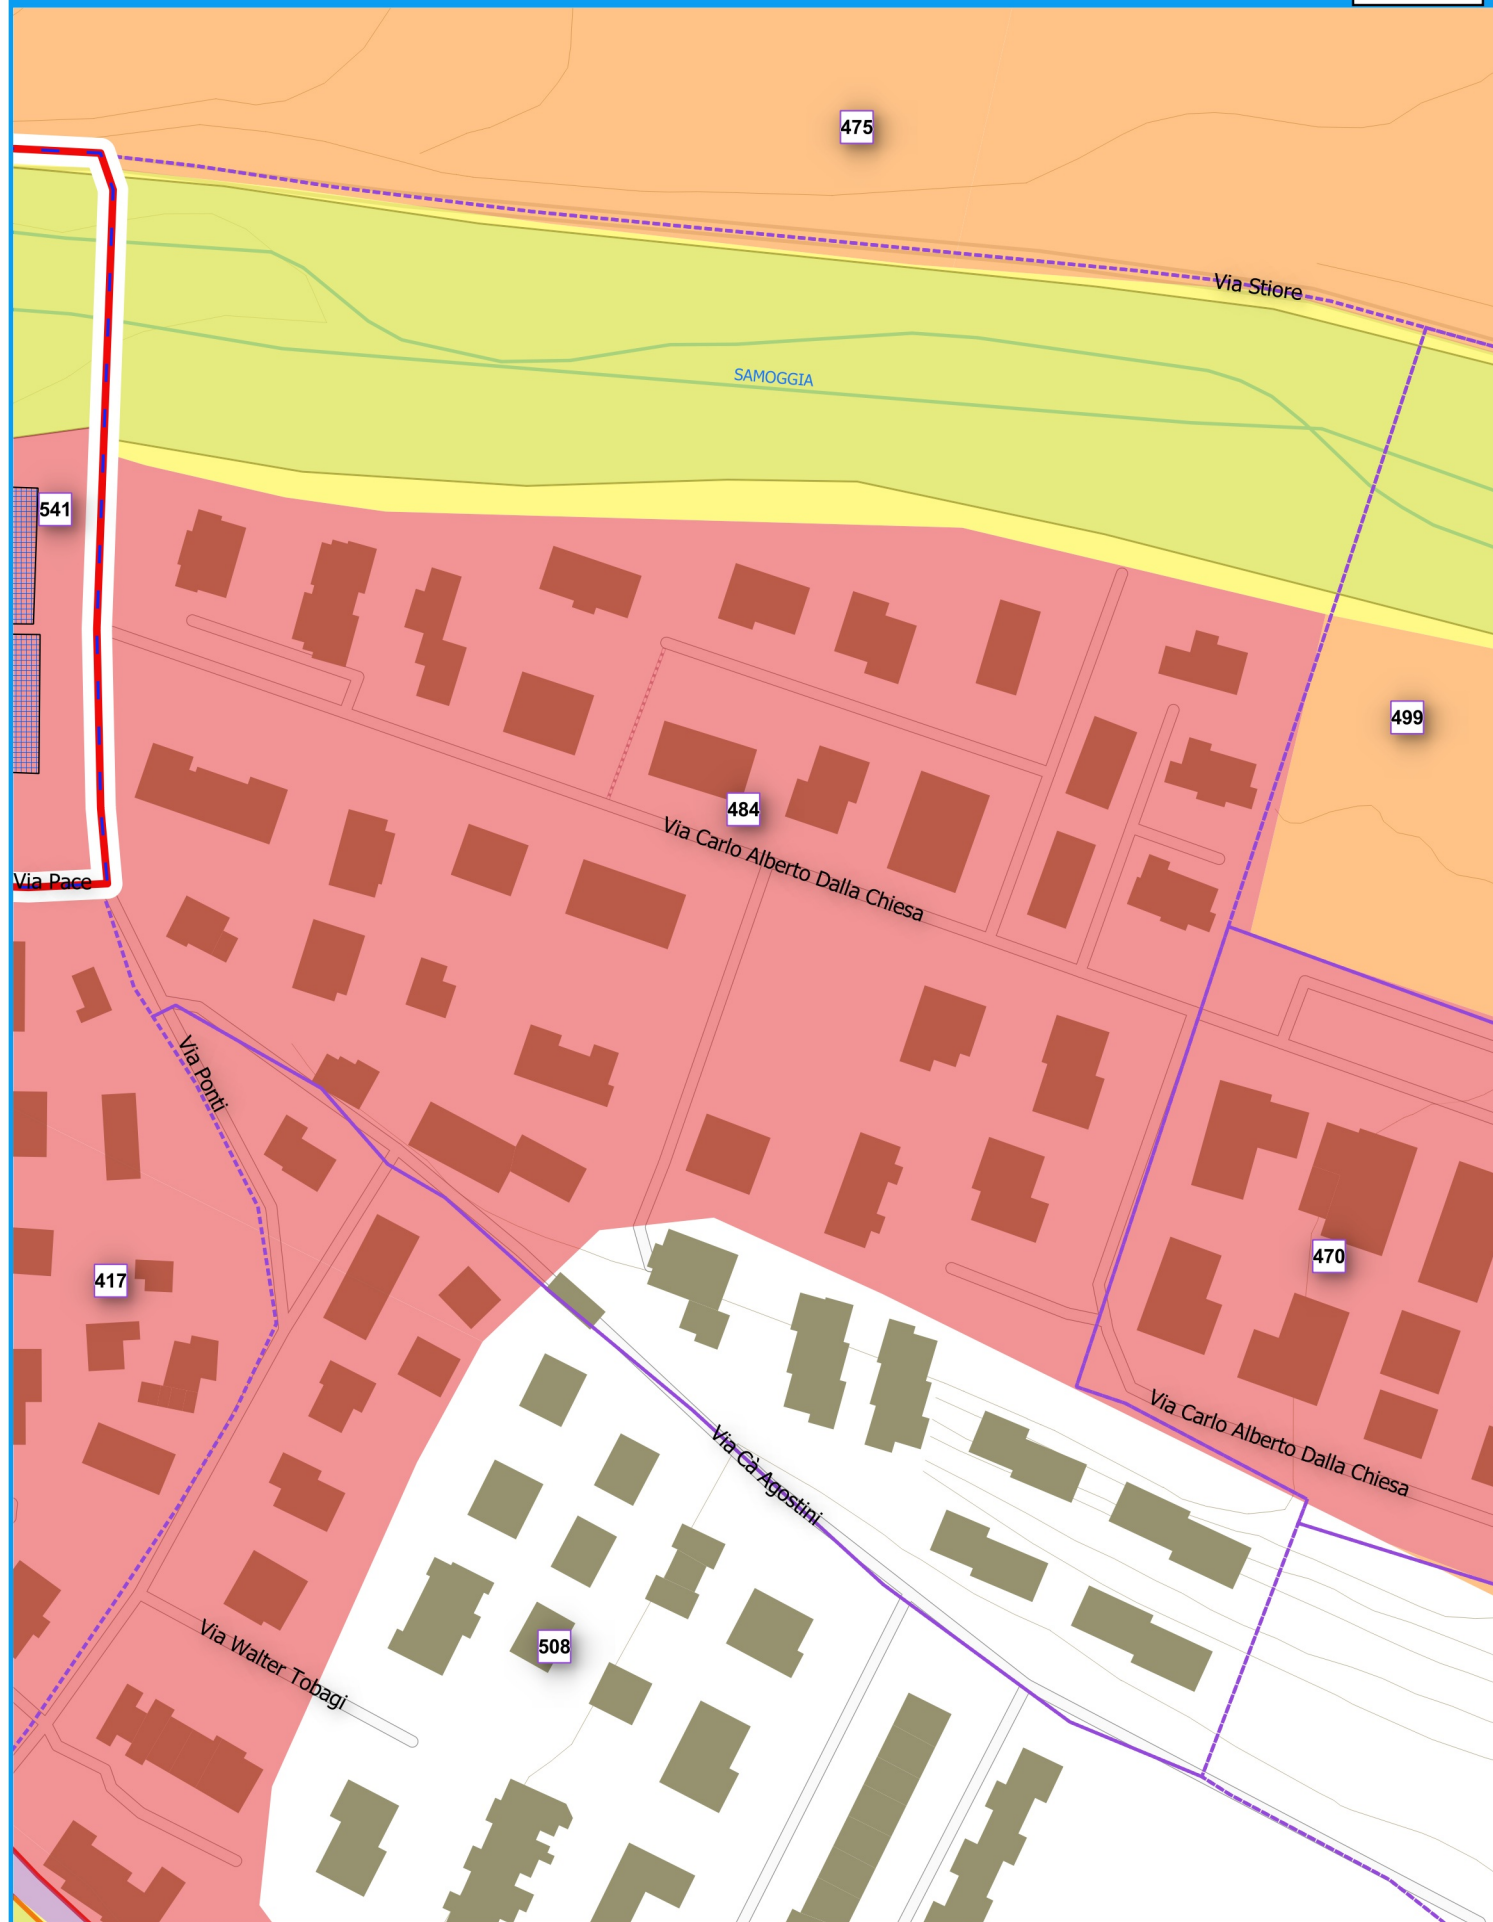 475
Via Stiore
SAMOGGIA
541
499
484
Via Carlo Alberto Dalla Chiesa
Via Pace
Via Ponti
470
417
Via Carlo Alberto Dalla Chiesa
Via Cà Agostini
508
Via Walter Tobagi